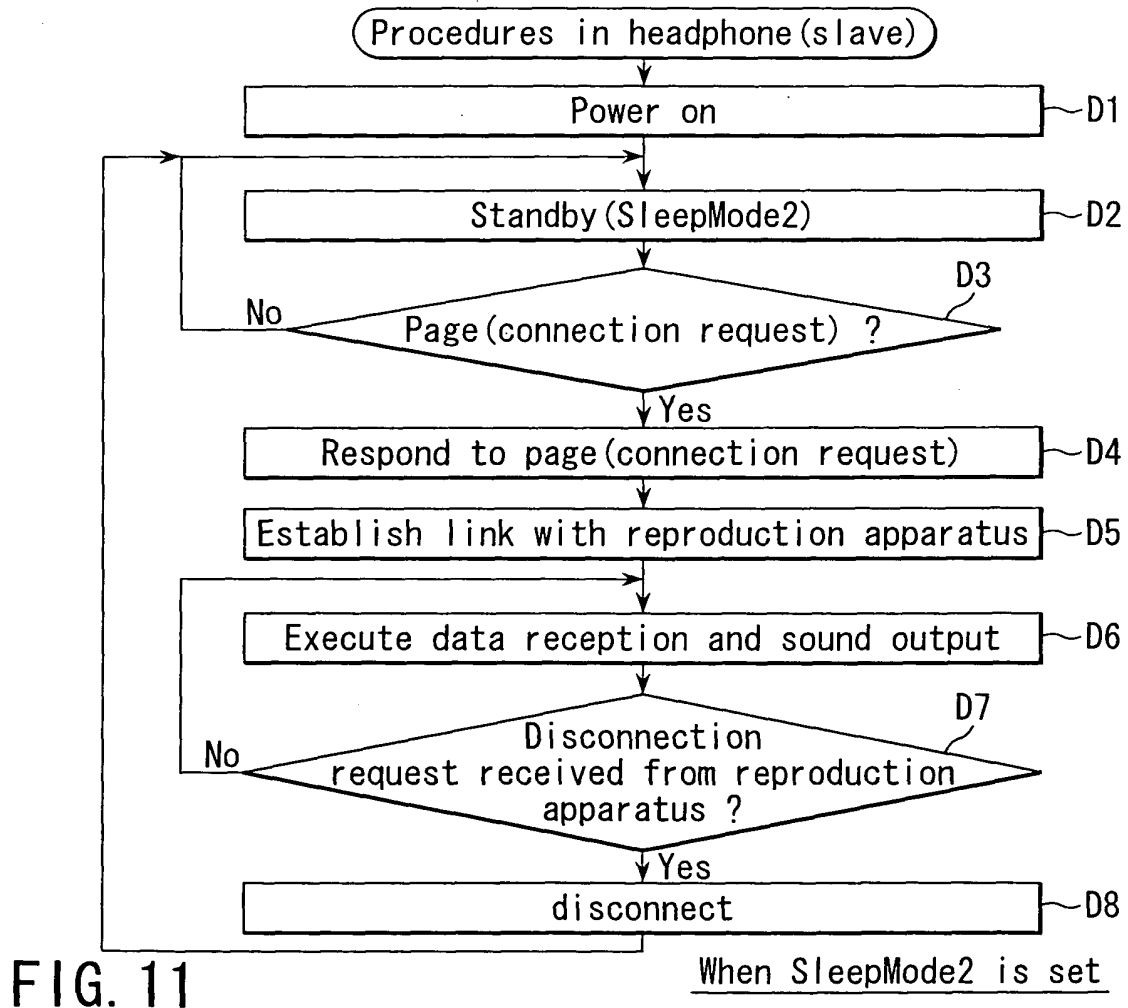 Procedures in headphone(slave)
Power on
D1
Standby(SleepMode2)
D2
D3
No
Page(connection request) ?
Yes
Respond to page(connection request)
D4
Establish link with reproduction apparatus
D5
Execute data reception and sound output
D6
D7
No
Disconnection
request received from reproduction
apparatus ?
Yes
disconnect
D8
FIG. 11
When SleepMode2 is set